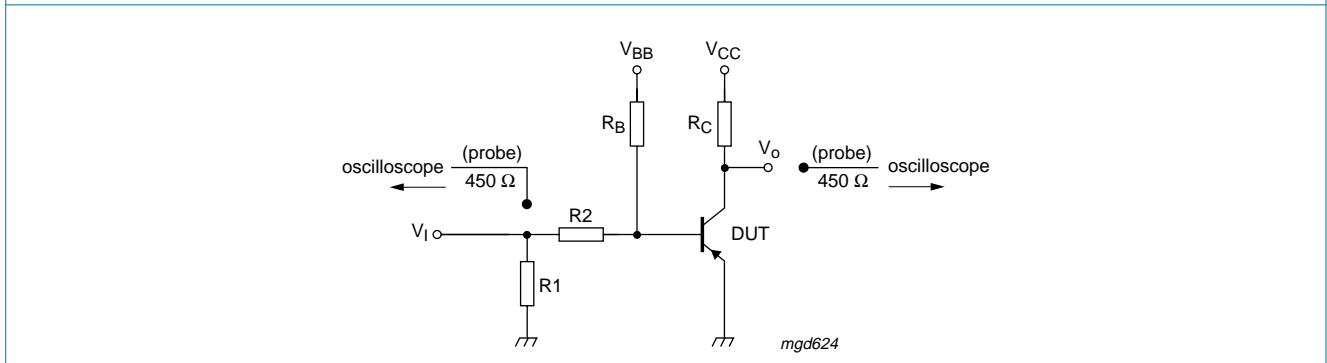 V_BB
V_CC
R_B
R_C
V_o
(probe)
oscilloscope
450 Ω
(probe)
oscilloscope
450 Ω
R2
V_I
DUT
R1
mgd624